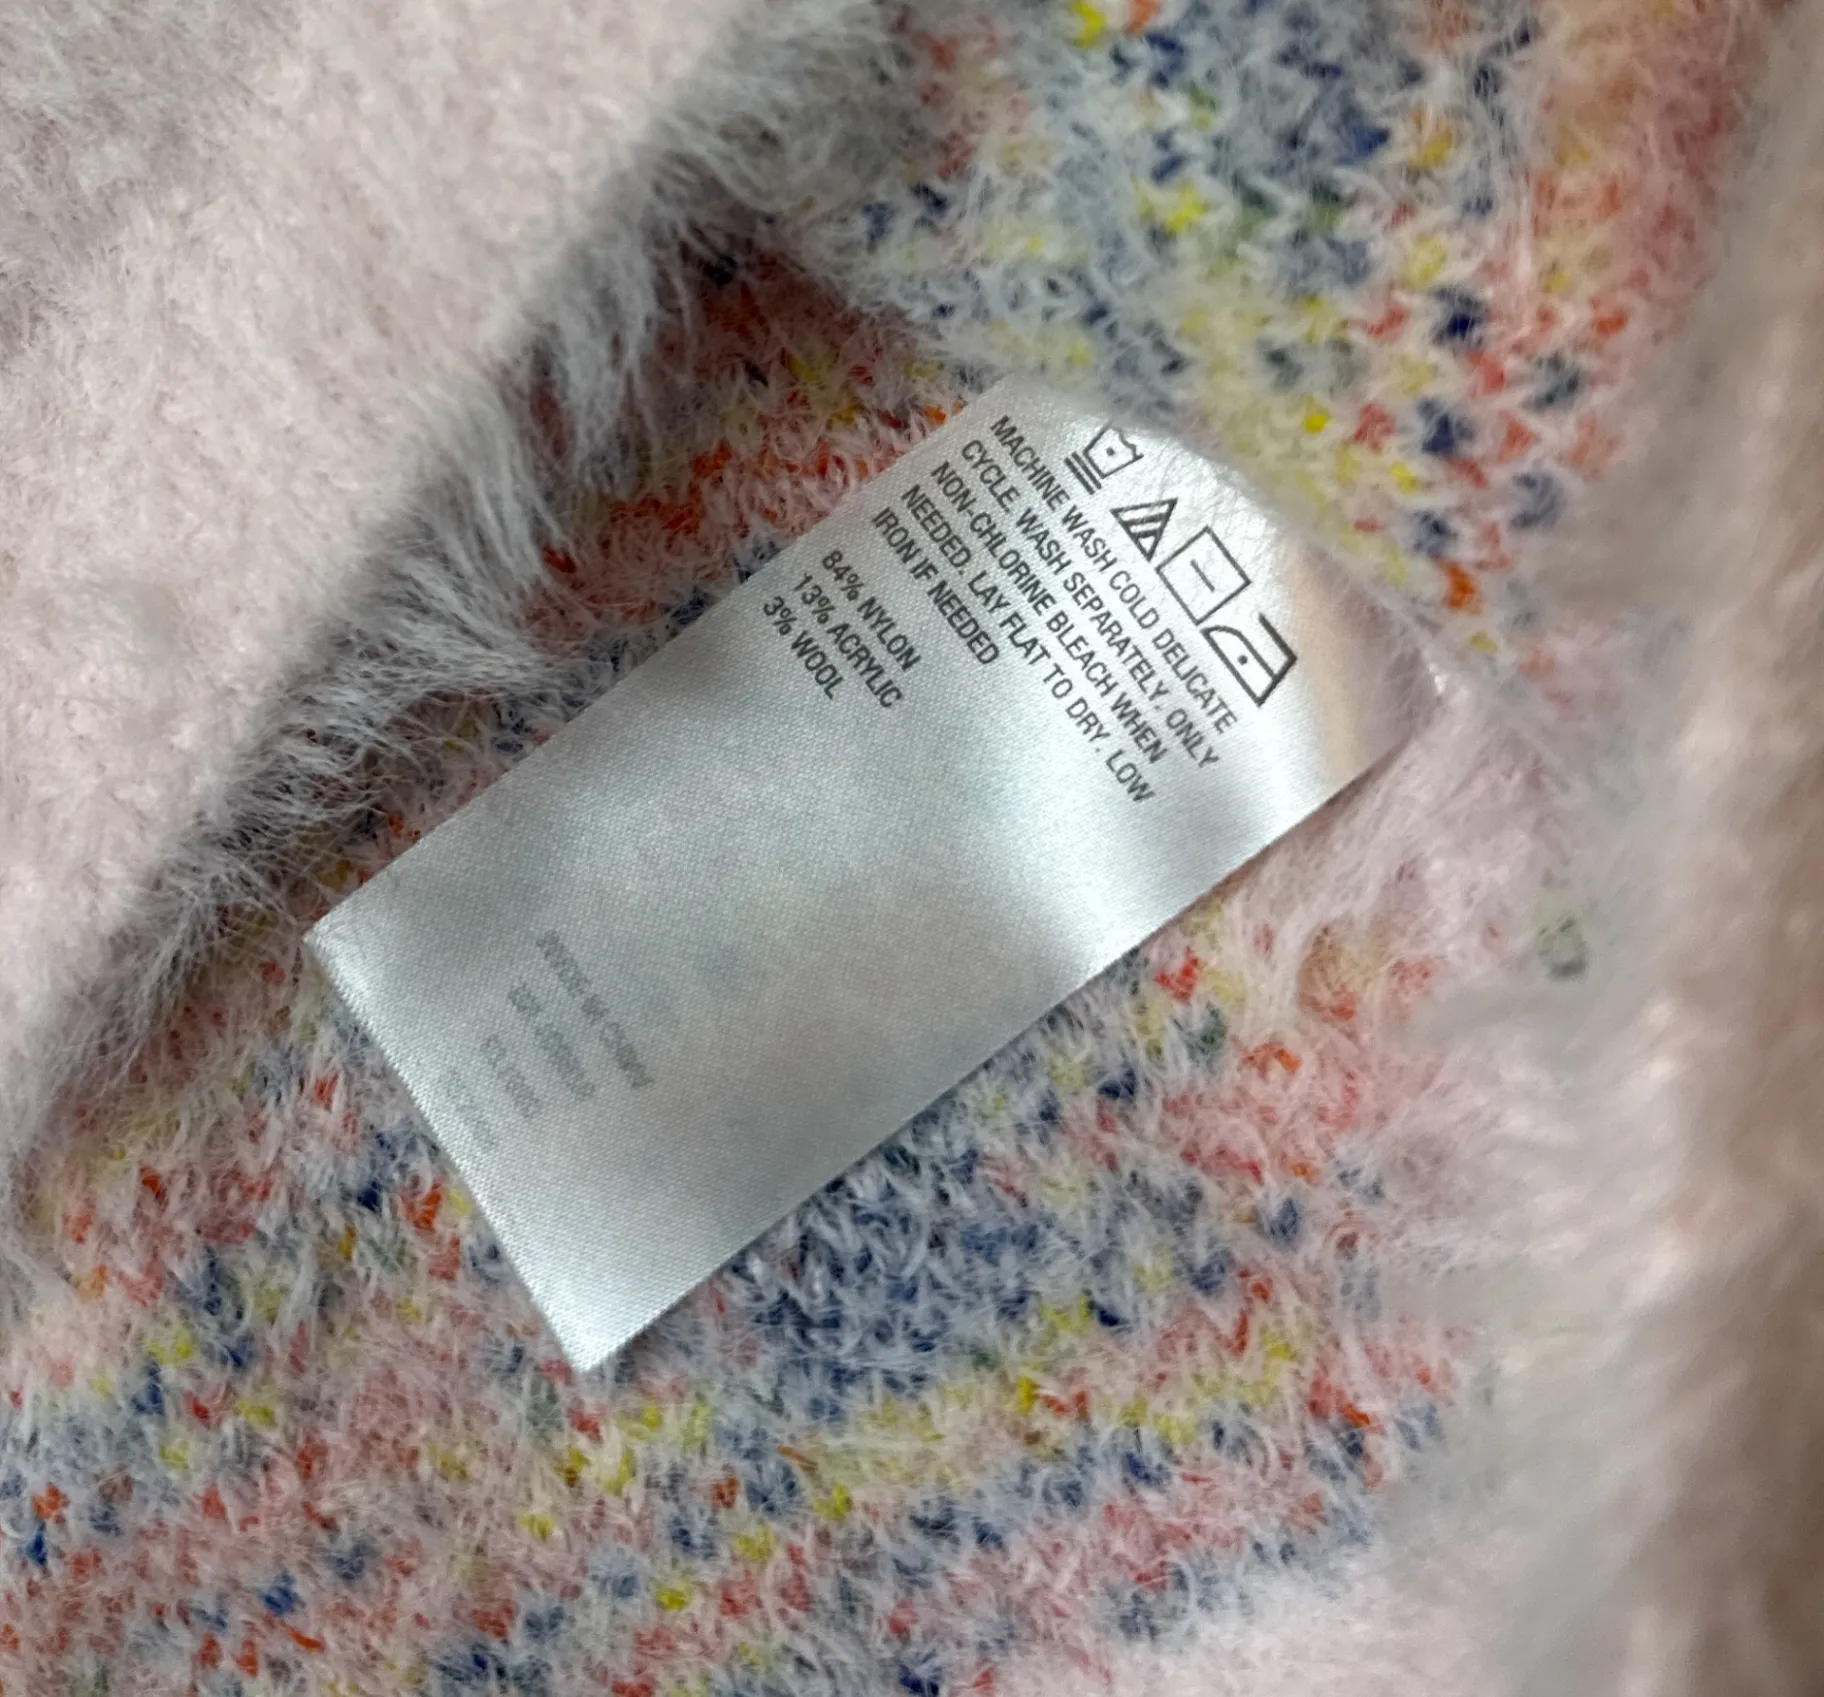 MACHINE WASH COLD DELICATE
CYCLE. WASH SEPARATELY. ONLY
NON-CHLORINE BLEACH WHEN
NEEDED. LAY FLAT TO DRY. LOW
IRON IF NEEDED
84% NYLON
13% ACRYLIC
3% WOOL